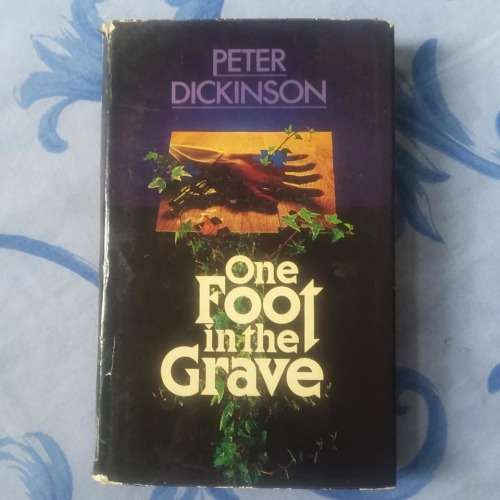 PETER
DICKINSON
One
Foot
in the
Grave